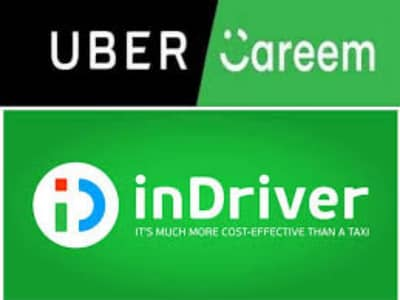 UBER Careem
inDriver
IT'S MUCH MORE COST-EFFECTIVE THAN A TAXI